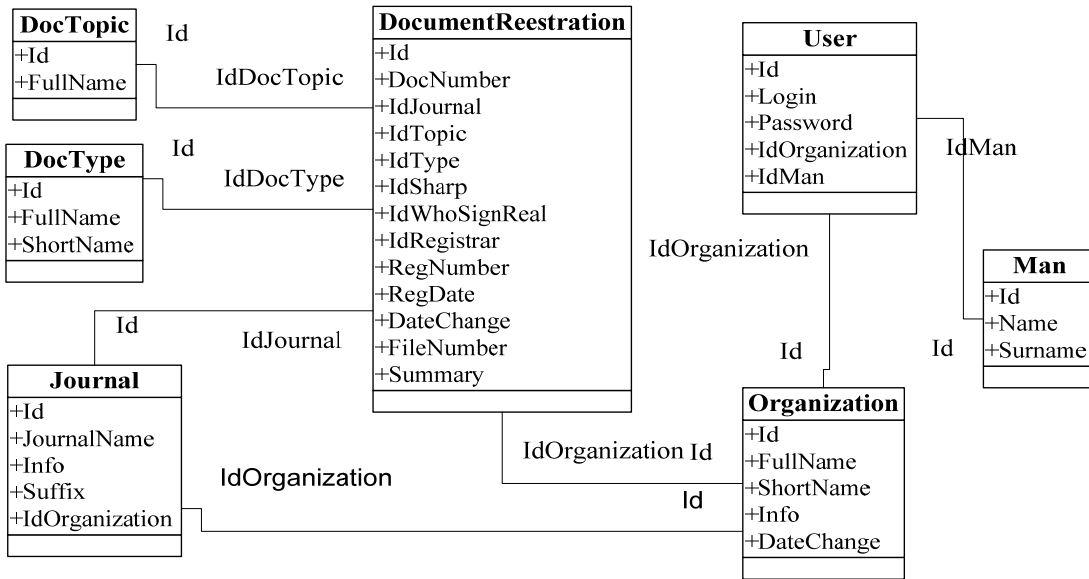 DocTopic
+Id
+FullName
Id
IdDocTopic
DocType
+Id
+FullName
+ShortName
Id
IdDocType
DocumentReestration
+Id
+DocNumber
+IdJournal
+IdTopic
+IdType
+IdSharp
+IdWhoSignReal
+IdRegistrar
+RegNumber
+RegDate
+DateChange
+FileNumber
+Summary
User
+Id
+Login
+Password
+IdOrganization
+IdMan
IdMan
IdOrganization
Man
+Id
+Name
+Surname
Id
Id
Id
IdJournal
Journal
+Id
+JournalName
+Info
+Suffix
+IdOrganization
IdOrganization
IdOrganization
Id
Id
Organization
+Id
+FullName
+ShortName
+Info
+DateChange